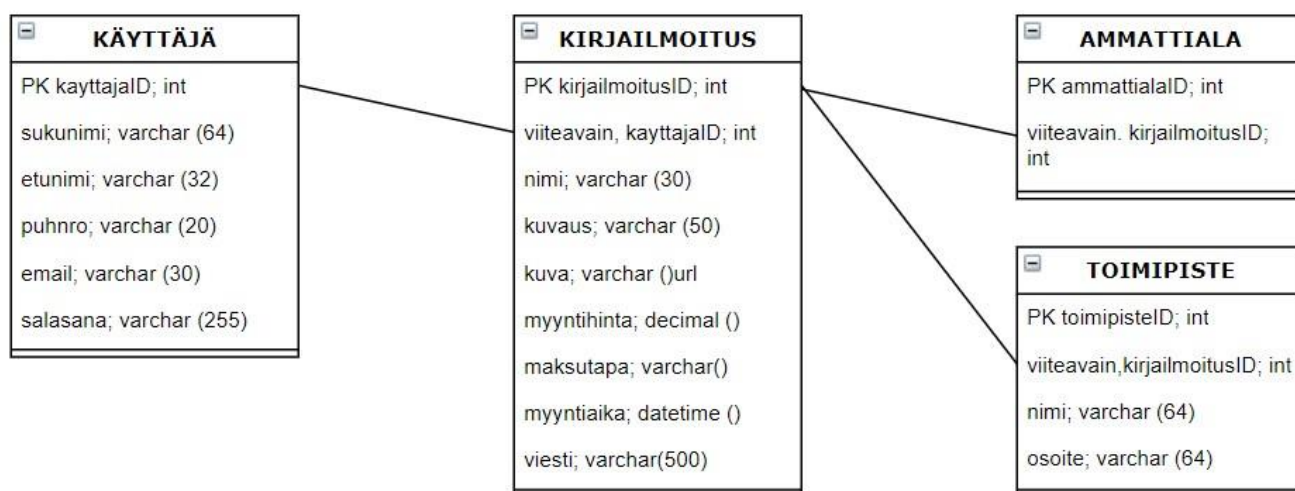 KÄYTTÄJÄ
PK kayttajaID; int
sukunimi; varchar (64)
etunimi; varchar (32)
puhnro; varchar (20)
email; varchar (30)
salasana; varchar (255)
KIRJAILMOITUS
PK kirjailmoitusID; int
viiteavain, kayttajaID; int
nimi; varchar (30)
kuvaus; varchar (50)
kuva; varchar ()url
myyntihinta; decimal ()
maksutapa; varchar()
myyntiaika; datetime ()
viesti; varchar(500)
AMMATTIALA
PK ammattialaID; int
viiteavain. kirjailmoitusID;
int
TOIMIPISTE
PK toimipisteID; int
viiteavain,kirjailmoitusID; int
nimi; varchar (64)
osoite; varchar (64)